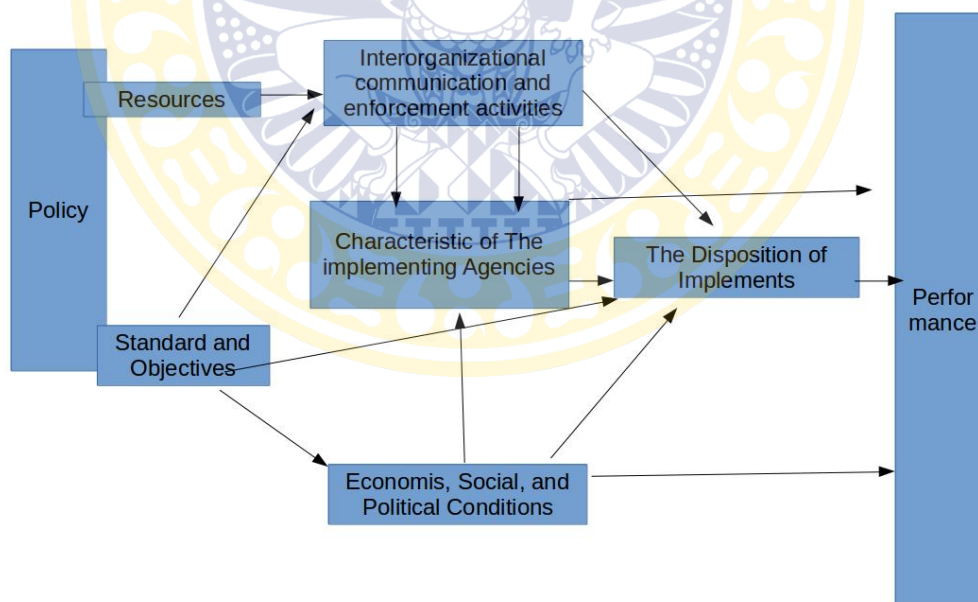 Interorganizational
communication and
enforcement activities
Resources
Policy
Characteristic of The
implementing Agencies
The Disposition of
Implements
Perfor
mance
Standard and
Objectives
Economis, Social, and
Political Conditions